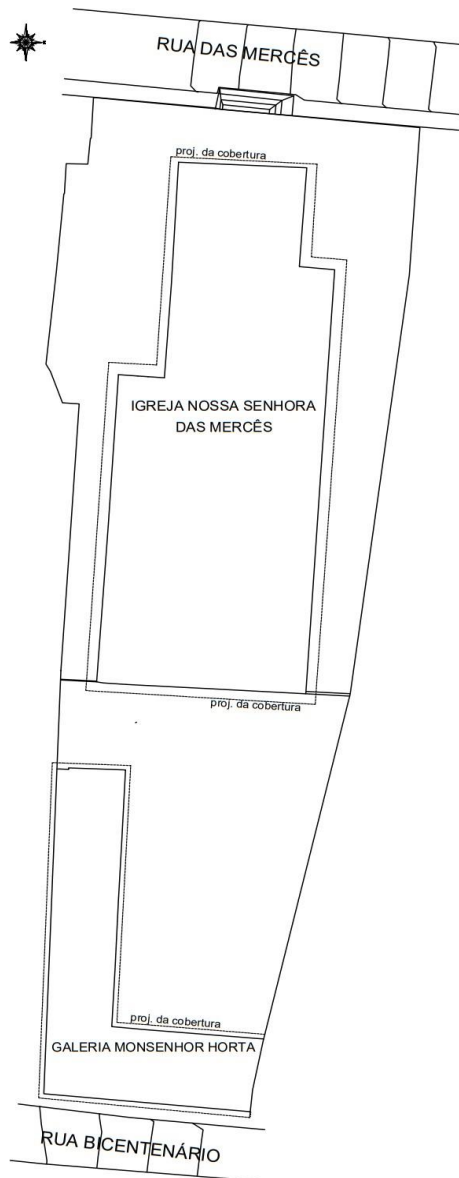 RUA DAS MERCÊS
proj. da cobertura
IGREJA NOSSA SENHORA
DAS MERCÊS
proj. da cobertura
proj. da cobertura
GALERIA MONSENHOR HORTA
RUA BICENTENÁRIO